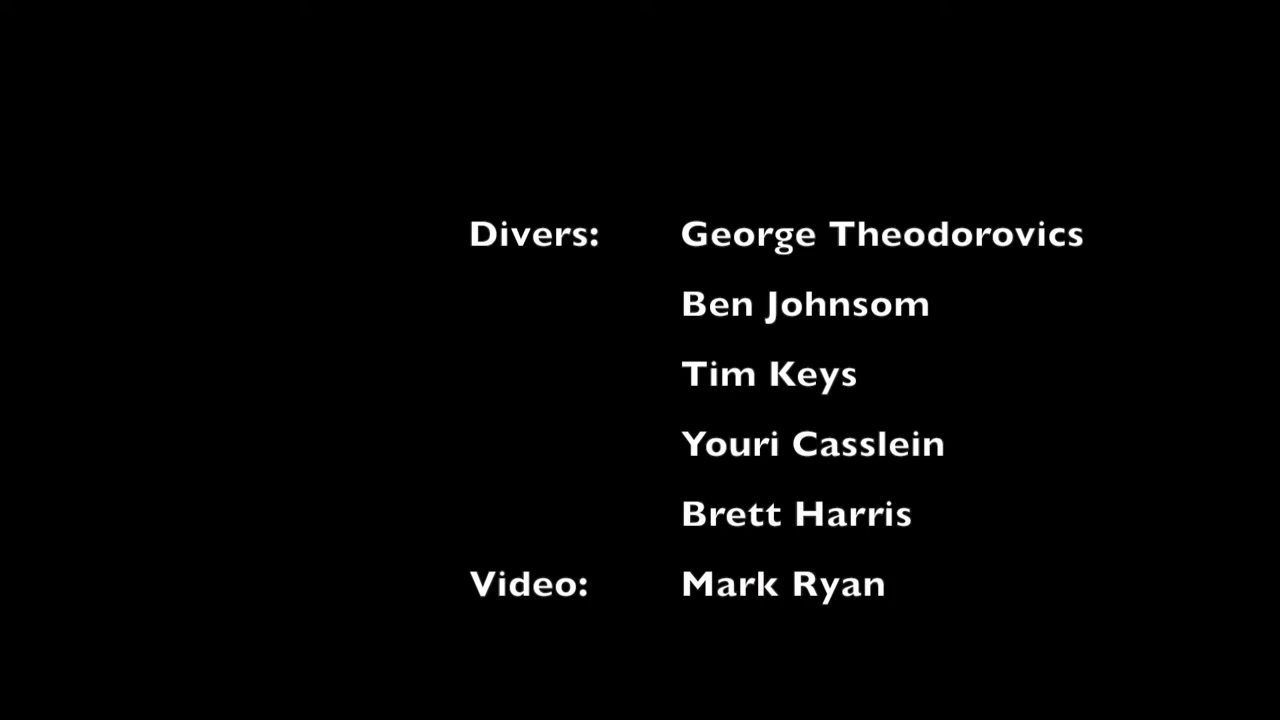 Divers: George Theodorovics
Ben Johnsom
Tim Keys
Youri Casslein
Brett Harris
Video: Mark Ryan